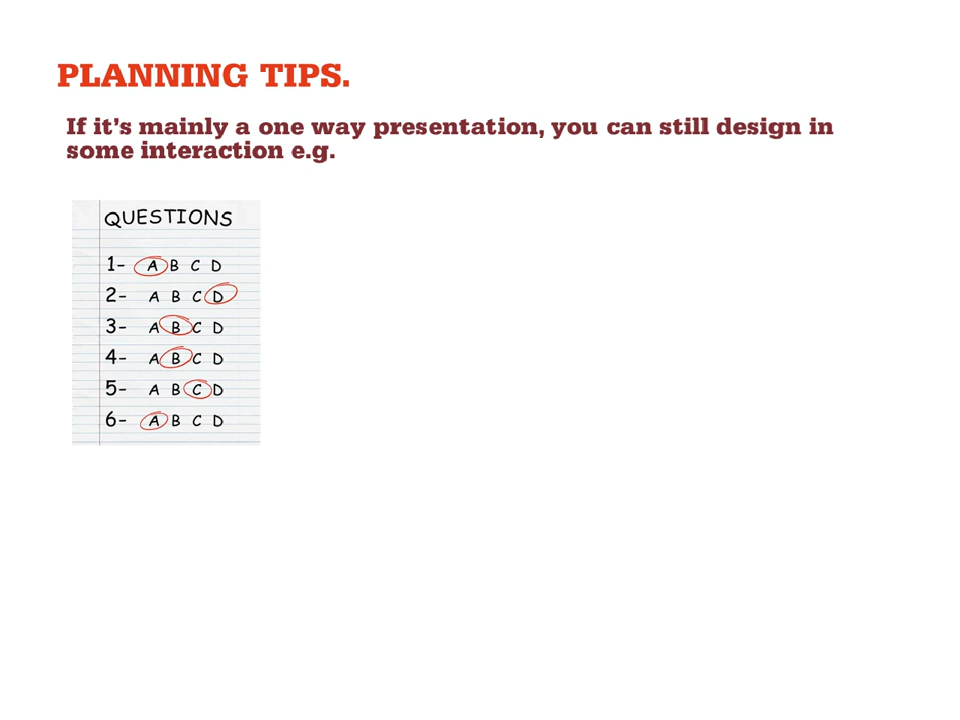 PLANNING TIPS.
If it’s mainly a one way presentation, you can still design in
some interaction e.g.
QUESTIONS
1- A B C D
2- A B C D
3- A B C D
4- A B C D
5- A B C D
6- A B C D